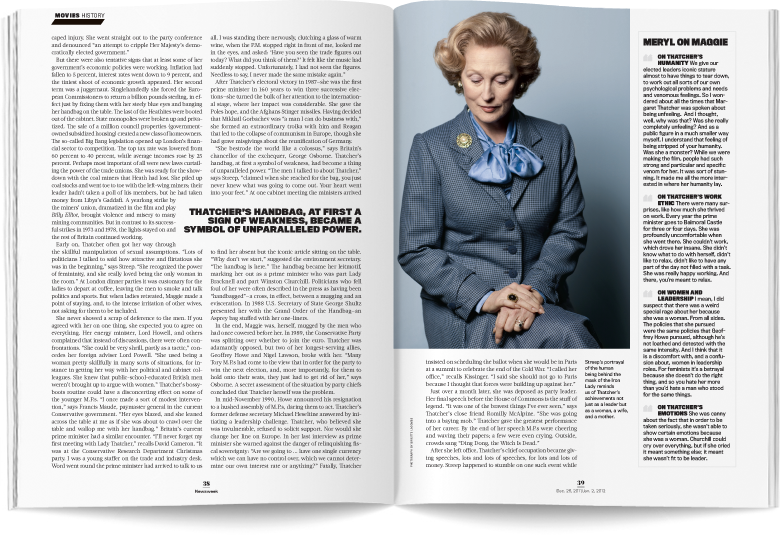 MOVIES HISTORY
caped injury. She went straight out to the party conference
and denounced "an attempt to cripple Her Majesty's demo-
cratically elected government."
But there were also tentative signs that at least some of her
government's economic policies were working. Inflation had
fallen to 5 percent, interest rates went down to 9 percent, and
the tiniest shoot of economic growth appeared. Her second
term was a juggernaut. Singlehandedly she forced the Euro-
pean Commissioners to return a billion pounds sterling, in ef-
fect just by fixing them with her steely blue eyes and banging
her handbag on the table. The last of the Heathites were booted
out of the cabinet. State monopolies were broken up and priva-
tized. The sale of a million council properties (government-
owned subsidized housing) created a new class of homeowners.
The so-called Big Bang legislation opened up London's finan-
cial sector to competition. The top tax rate was lowered from
60 percent to 40 percent, while average incomes rose by 25
percent. Perhaps most important of all were new laws curtail-
ing the power of the trade unions. She was ready for the show-
down with the coal miners that Heath had lost. She piled up
coal stocks and went toe to toe with the left-wing miners; their
leader hadn't taken a poll of his members, but he had taken
money from Libya's Gaddafi. A yearlong strike by
the miners' union, dramatized in the film and play
Billy Elliot, brought violence and misery to many
mining communities. But in contrast to its success-
ful strikes in 1973 and 1978, the lights stayed on and
the rest of Britain continued working.
Early on, Thatcher often got her way through
the skillful manipulation of sexual assumptions. "Lots of
politicians I talked to said how attractive and flirtatious she
was in the beginning," says Streep. "She recognized the power
of femininity, and she really loved being the only woman in
the room." At London dinner parties it was customary for the
ladies to depart at coffee, leaving the men to smoke and talk
politics and sports. But when ladies retreated, Maggie made a
point of staying, and, to the intense irritation of other wives,
not asking for them to be included.
She never showed a scrap of deference to the men. If you
agreed with her on one thing, she expected you to agree on
everything. Her energy minister, Lord Howell, and others
complained that instead of discussions, there were often con-
frontations. "She could be very shrill, purely as a tactic," con-
cedes her foreign adviser Lord Powell. "She used being a
woman pretty skillfully in many sorts of situations, for in-
stance in getting her way with her political and cabinet col-
leagues. She knew that public-school-educated British men
weren't brought up to argue with women." Thatcher's bossy-
boots routine could have a disconcerting effect on some of
the younger M.P.s. "I once made a sort of modest interven-
tion," says Francis Maude, paymaster general in the current
Conservative government. "Her eyes blazed, and she leaned
across the table at me as if she was about to crawl over the
table and wallop me with her handbag." Britain's current
prime minister had a similar encounter. "I'll never forget my
first meeting with Lady Thatcher," recalls David Cameron. "It
was at the Conservative Research Department Christmas
party. I was a young staffer on the trade and industry desk.
Word went round the prime minister had arrived to talk to us
all. I was standing there nervously, clutching a glass of warm
wine, when the P.M. stopped right in front of me, looked me
in the eyes, and asked: 'Have you seen the trade figures out
today? What did you think of them?' It felt like the music had
suddenly stopped. Unfortunately, I had not seen the figures.
Needless to say, I never made the same mistake again."
After Thatcher's electoral victory in 1987—she was the first
prime minister in 160 years to win three successive elec-
tions—she turned the bulk of her attention to the internation-
al stage, where her impact was considerable. She gave the
Poles hope, and the Afghans Stinger missiles. Having decided
that Mikhail Gorbachev was "a man I can do business with,"
she formed an extraordinary troika with him and Reagan
that led to the collapse of communism in Europe, though she
had grave misgivings about the reunification of Germany.
"She bestrode the world like a colossus," says Britain's
chancellor of the exchequer, George Osborne. Thatcher's
handbag, at first a symbol of weakness, had become a thing
of unparalleled power. "The men I talked to about Thatcher,"
says Streep, "claimed when she reached for the bag, you just
never knew what was going to come out. Your heart went
into your feet." At one cabinet meeting the ministers arrived
THATCHER'S HANDBAG, AT FIRST A
SIGN OF WEAKNESS, BECAME A
SYMBOL OF UNPARALLELED POWER.
to find her absent but the iconic article sitting on the table.
"Why don't we start," suggested the environment secretary.
"The handbag is here." The handbag became her leitmotif,
marking her out as a prime minister who was part Lady
Bracknell and part Winston Churchill. Politicians who fell
foul of her were often described in the press as having been
"handbagged"—a cross, in effect, between a mugging and an
evisceration. In 1988 U.S. Secretary of State George Shultz
presented her with the Grand Order of the Handbag—an
Asprey bag stuffed with her one-liners.
In the end, Maggie was, herself, mugged by the men who
had once cowered before her. In 1989, the Conservative Party
was splitting over whether to join the euro. Thatcher was
adamantly opposed, but two of her longest-serving allies,
Geoffrey Howe and Nigel Lawson, broke with her. "Many
Tory M.P.s had come to the view that in order for the party to
win the next election, and, more importantly, for them to
hold onto their seats, they just had to get rid of her," says
Osborne. A secret assessment of the situation by party chiefs
concluded that Thatcher herself was the problem.
In mid-November 1990, Howe announced his resignation
to a hushed assembly of M.P.s, daring them to act. Thatcher's
former defense secretary Michael Heseltine answered by ini-
tiating a leadership challenge. Thatcher, who believed she
was invulnerable, refused to solicit support. Nor would she
change her line on Europe. In her last interview as prime
minister she warned against the danger of relinquishing fis-
cal sovereignty: "Are we going to ... have one single currency
which we can have no control over, which we cannot deter-
mine our own interest rate or anything?" Finally, Thatcher
38
Newsweek
insisted on scheduling the ballot when she would be in Paris
at a summit to celebrate the end of the Cold War. "I called her
office," recalls Kissinger. "I said she should not go to Paris
because I thought that forces were building up against her."
Just over a month later, she was deposed as party leader.
Her final speech before the House of Commons is the stuff of
legend. "It was one of the bravest things I've ever seen," says
Thatcher's close friend Romilly McAlpine. "She was going
into a baying mob." Thatcher gave the greatest performance
of her career. By the end of her speech M.P.s were cheering
and waving their papers; a few were even crying. Outside,
crowds sang "Ding Dong, the Witch Is Dead."
After she left office, Thatcher's chief occupation became giv-
ing speeches, lots and lots of speeches, for lots and lots of
money. Streep happened to stumble on one such event while
Streep's portrayal
of the human
being behind the
mask of the Iron
Lady reminds
us of Thatcher's
achievements not
just as a leader but
as a woman, a wife,
and a mother.
39
Dec. 26, 2011/Jan. 2, 2012
MERYL ON MAGGIE
ON THATCHER'S
HUMANITY We give our
elected leaders iconic stature
almost to have things to tear down,
to work out all sorts of our own
psychological problems and needs
and venomous feelings. So I won-
dered about all the times that Mar-
garet Thatcher was spoken about
being unfeeling. And I thought,
well, why was that? Was she really
completely unfeeling? And as a
public figure in a much smaller way
myself, I understand that feeling of
being stripped of your humanity.
Was she a monster? While we were
making the film, people had such
strong and particular and specific
venom for her. It was sort of stun-
ning. It made me all the more inter-
ested in where her humanity lay.
ON THATCHER'S WORK
ETHIC There were many sur-
prises, like how much she thrived
on work. Every year the prime
minister goes to Balmoral Castle
for three or four days. She was
profoundly uncomfortable when
she went there. She couldn't work,
which drove her insane. She didn't
know what to do with herself, didn't
like to relax, didn't like to have any
part of the day not filled with a task.
She was really happy working. And
there, you're meant to relax.
ON WOMEN AND
LEADERSHIP I mean, I did
suspect that there was a weird
special rage about her because
she was a woman. From all sides.
The policies that she pursued
were the same policies that Geof-
frey Howe pursued, although he's
not loathed and detested with the
same intensity. And I think that it
is a discomfort with, and a confu-
sion about, women in leadership
roles. For feminists it's a betrayal
because she doesn't do the right
thing, and so you hate her more
than you'd hate a man who stood
for the same things.
ON THATCHER'S
EMOTIONS She was canny
about the fact that in order to be
taken seriously, she wasn't able to
show certain emotions because
she was a woman. Churchill could
cry over everything, but if she cried
it meant something else; it meant
she wasn't fit to be leader.